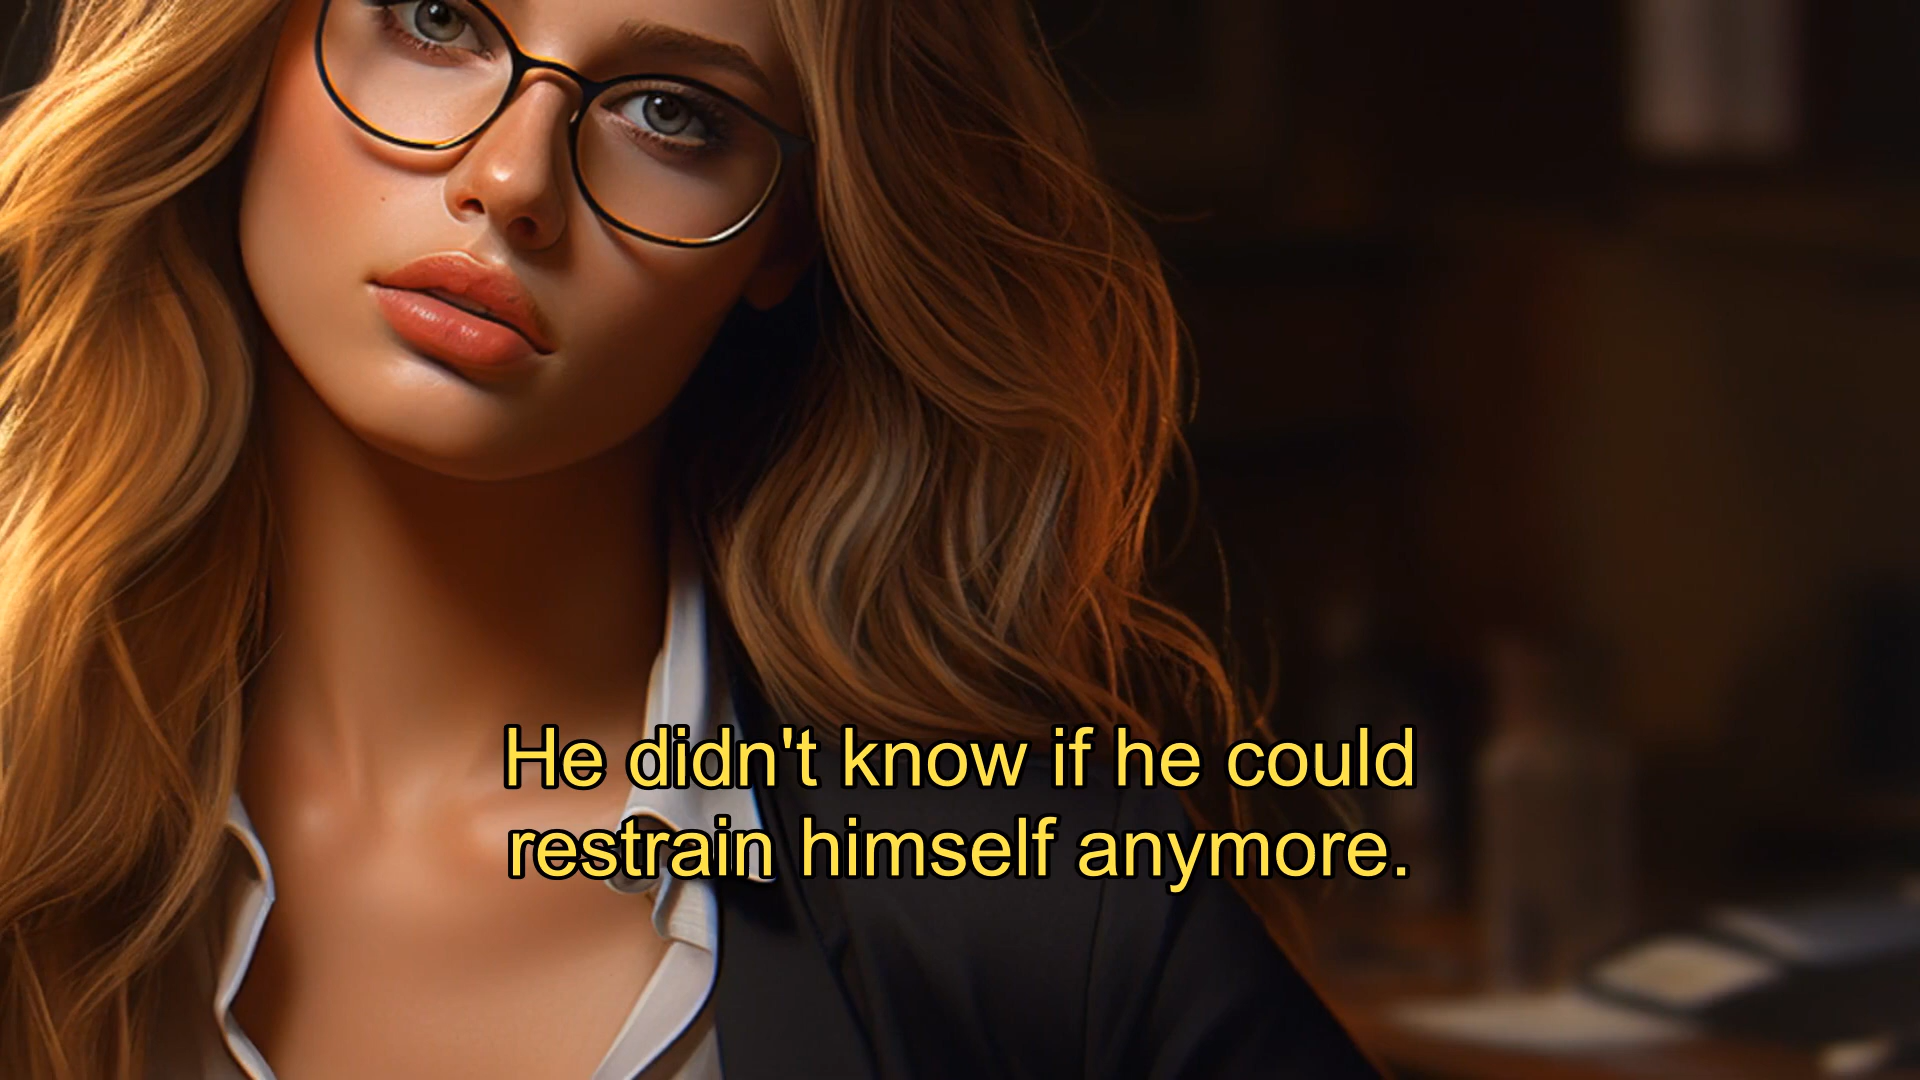 He didn't know if he could
restrain himself anymore.